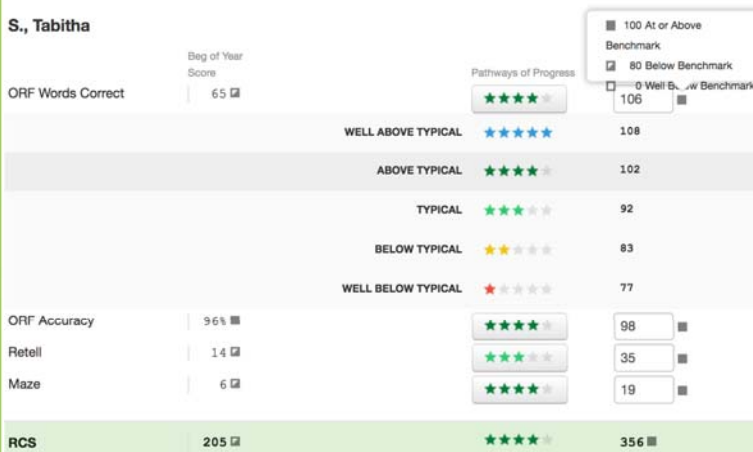 S., Tabitha
100 At or Above
Benchmark
80 Below Benchmark
0 Well Benchmark
Beg of Year
Score
Pathways of Progress
ORF Words Correct 65 106
WELL ABOVE TYPICAL 108
ABOVE TYPICAL 102
TYPICAL 92
BELOW TYPICAL 83
WELL BELOW TYPICAL 77
ORF Accuracy 96% 98
Retell 14 35
Maze 6 19
RCS 205 356